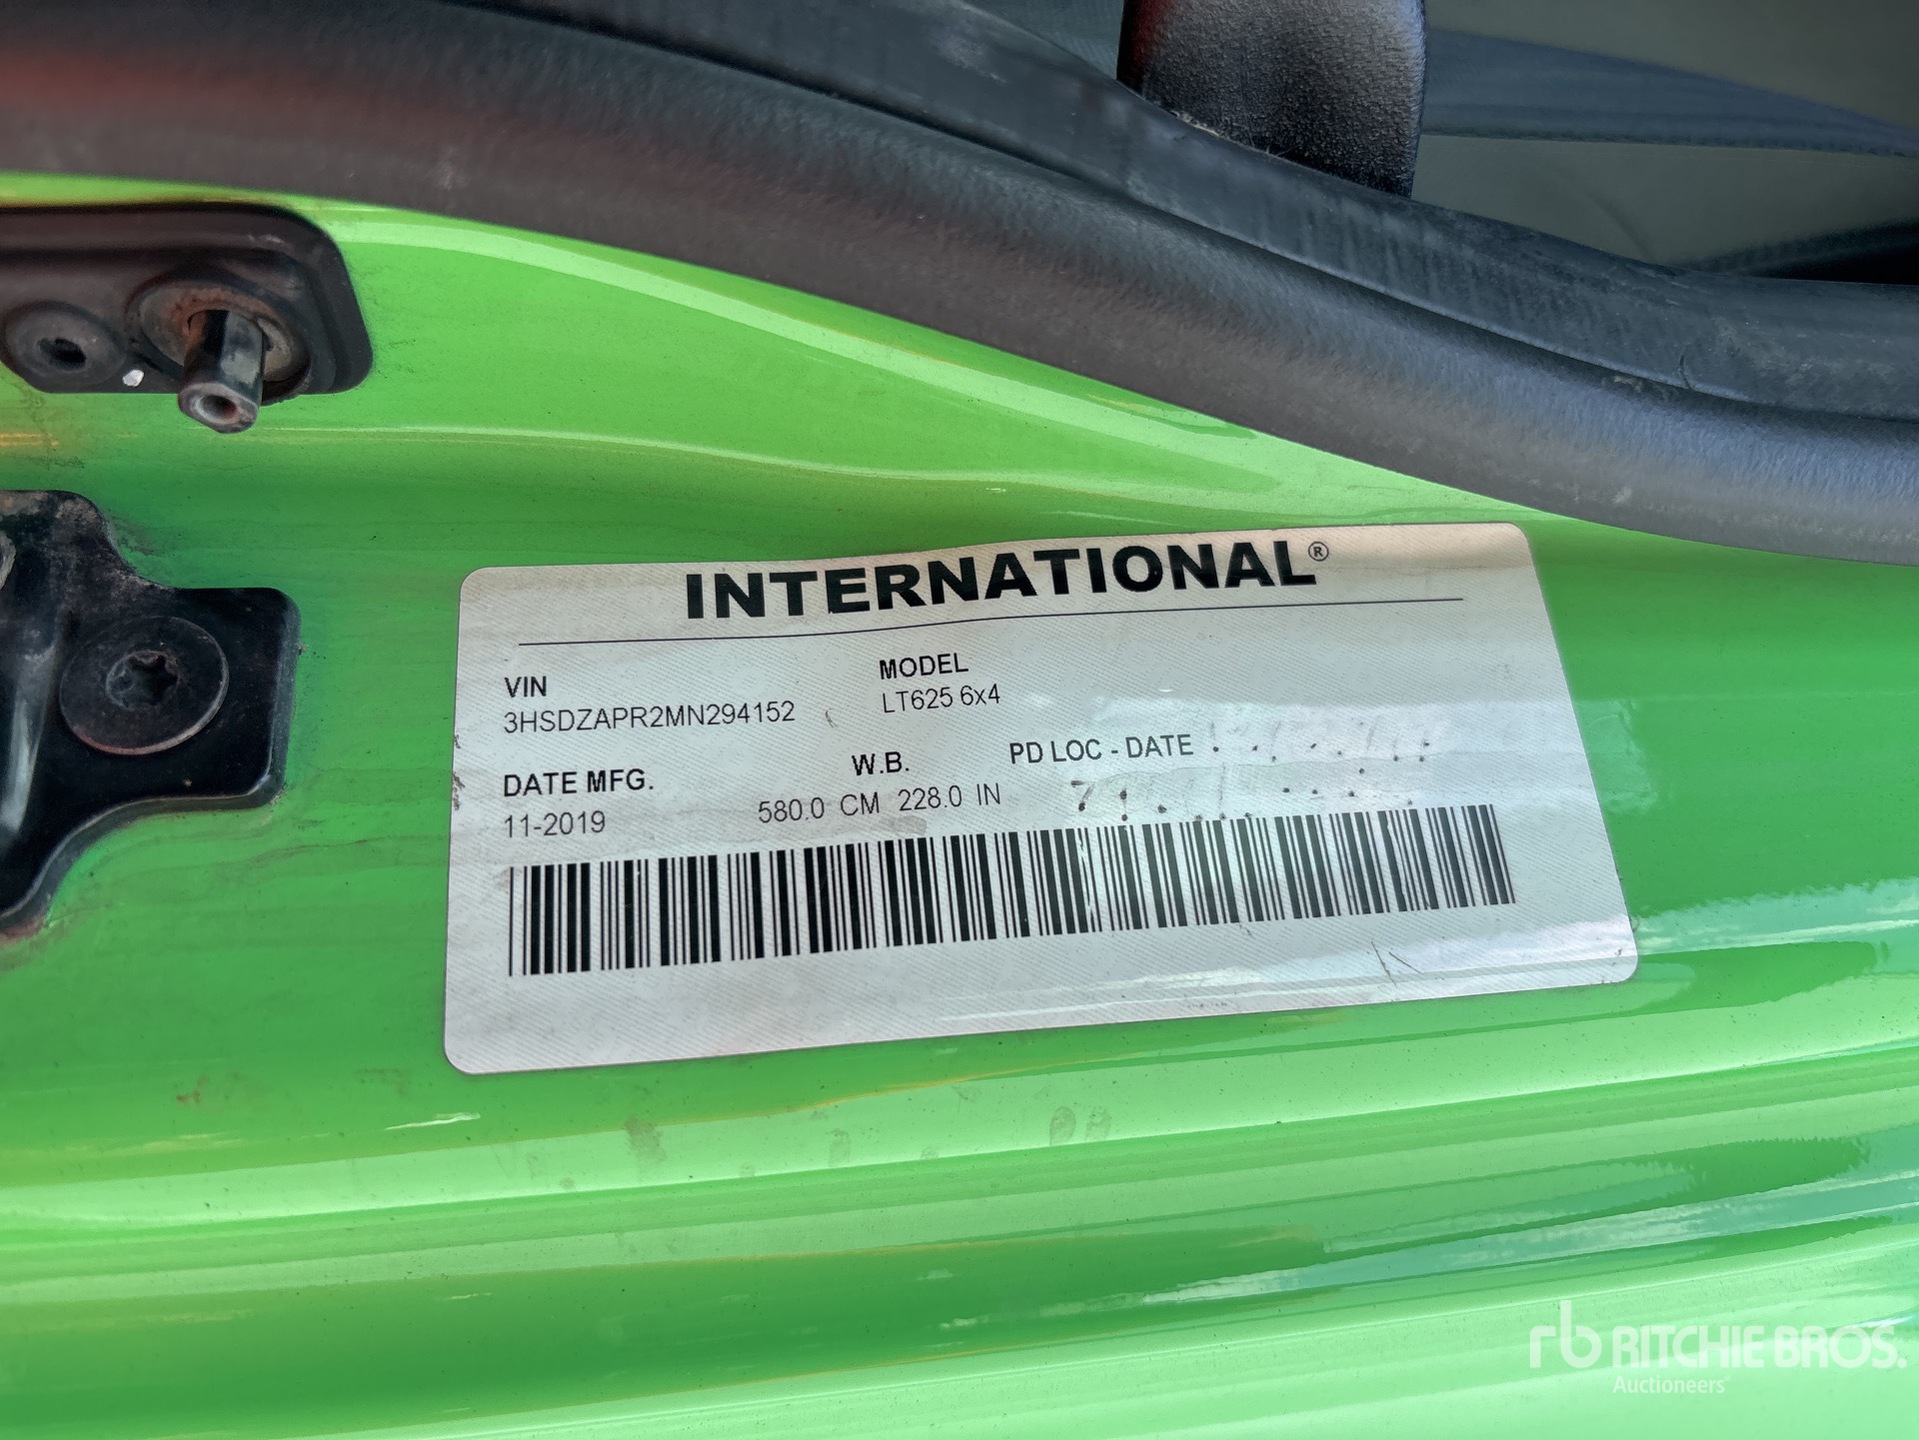 INTERNATIONAL®
VIN
3HSDZAPR2MN294152
MODEL
LT625 6x4
DATE MFG.
11-2019
W.B.
580.0 CM 228.0 IN
PD LOC - DATE
rb RITCHIE BROS.
Auctioneers